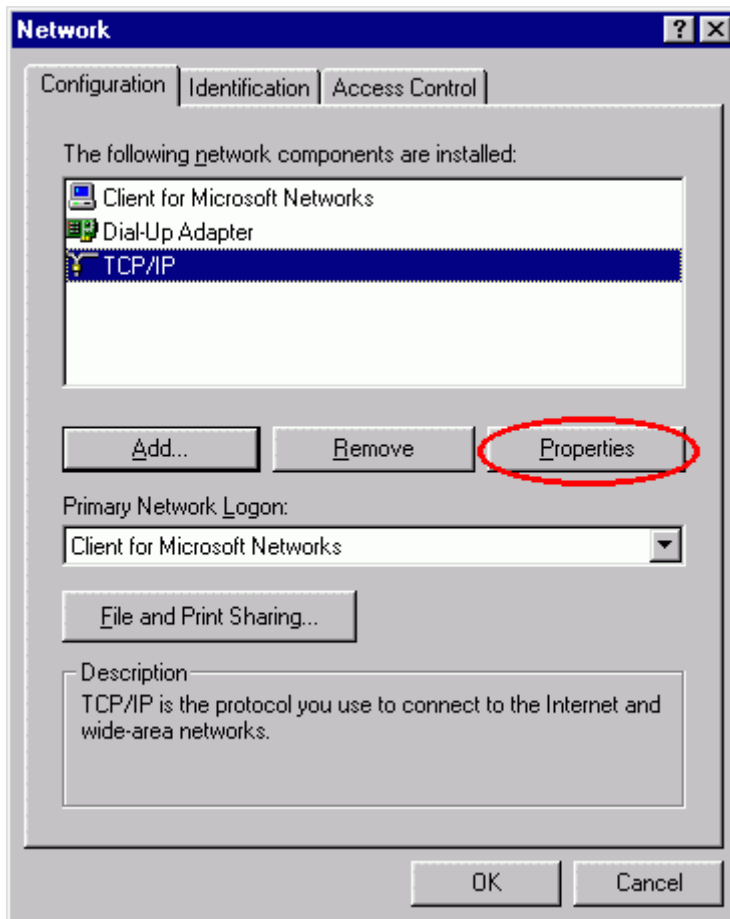 Network
Configuration Identification Access Control
The following network components are installed:
Client for Microsoft Networks
Dial-Up Adapter
TCP/IP
Add... Remove Properties
Primary Network Logon:
Client for Microsoft Networks
File and Print Sharing...
Description
TCP/IP is the protocol you use to connect to the Internet and
wide-area networks.
OK Cancel